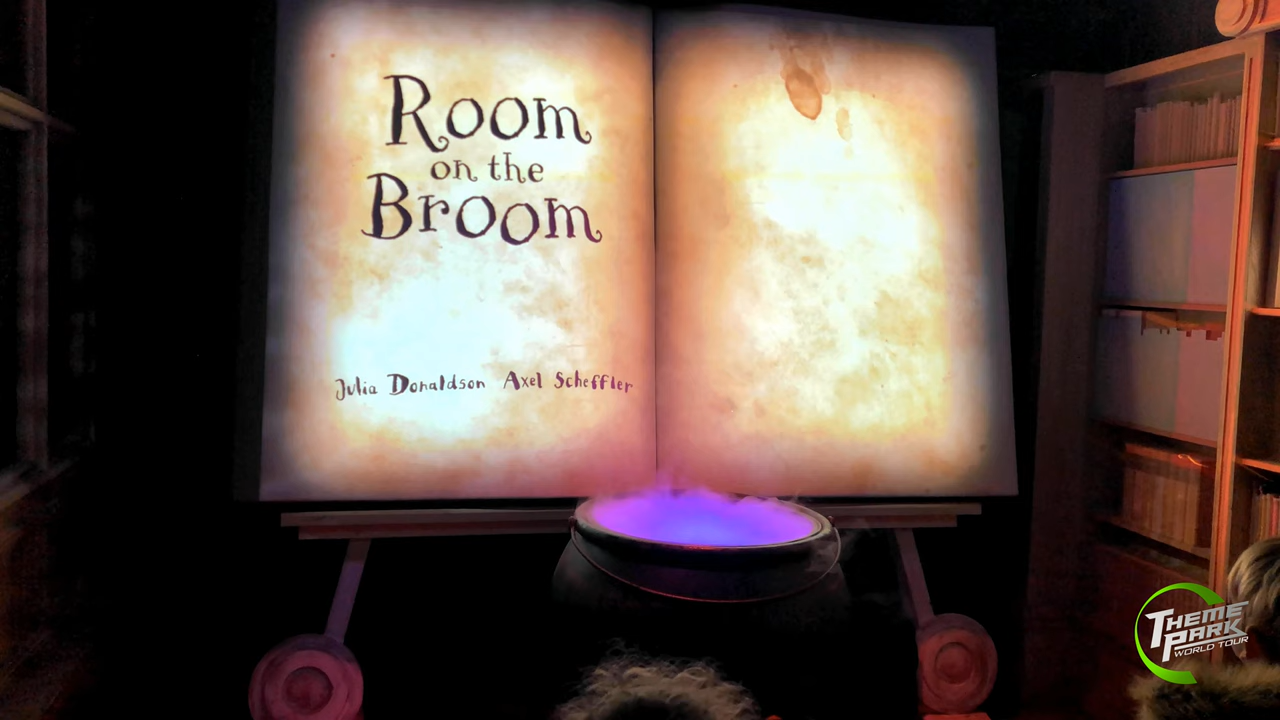 Room
on the
Broom
Julia Donaldson Axel Scheffler
THEME
PARK
WORLD TOUR